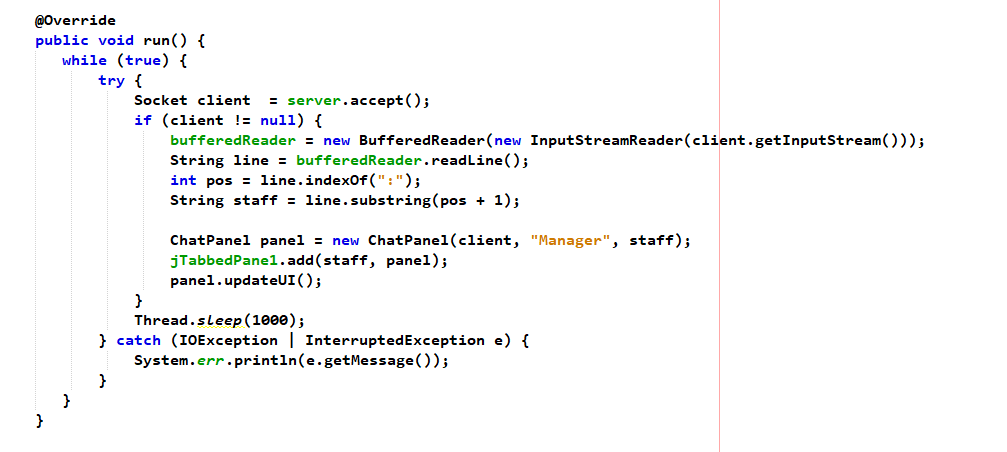 @Override
public void run() {
while (true) {
try {
Socket client  = server.accept();
if (client != null) {
bufferedReader = new BufferedReader(new InputStreamReader(client.getInputStream()));
String line = bufferedReader.readLine();
int pos = line.indexOf(":");
String staff = line.substring(pos + 1);
ChatPanel panel = new ChatPanel(client, "Manager", staff);
jTabbedPane1.add(staff, panel);
panel.updateUI();
}
Thread.sleep(1000);
} catch (IOException | InterruptedException e) {
System.err.println(e.getMessage());
}
}
}